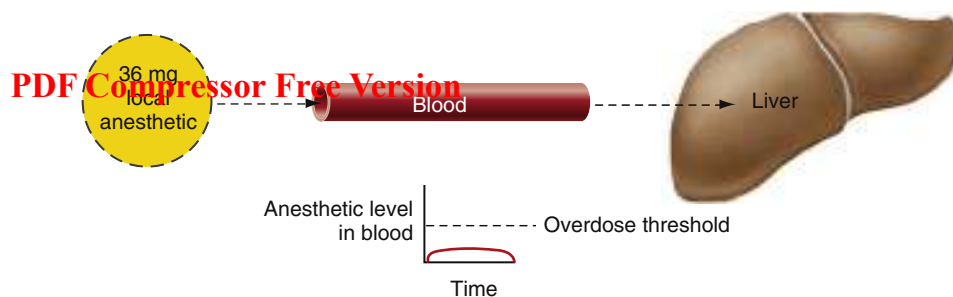 36 mg
local
anesthetic
PDF Compressor Free Version
Blood
Liver
Anesthetic level
in blood
Overdose threshold
Time